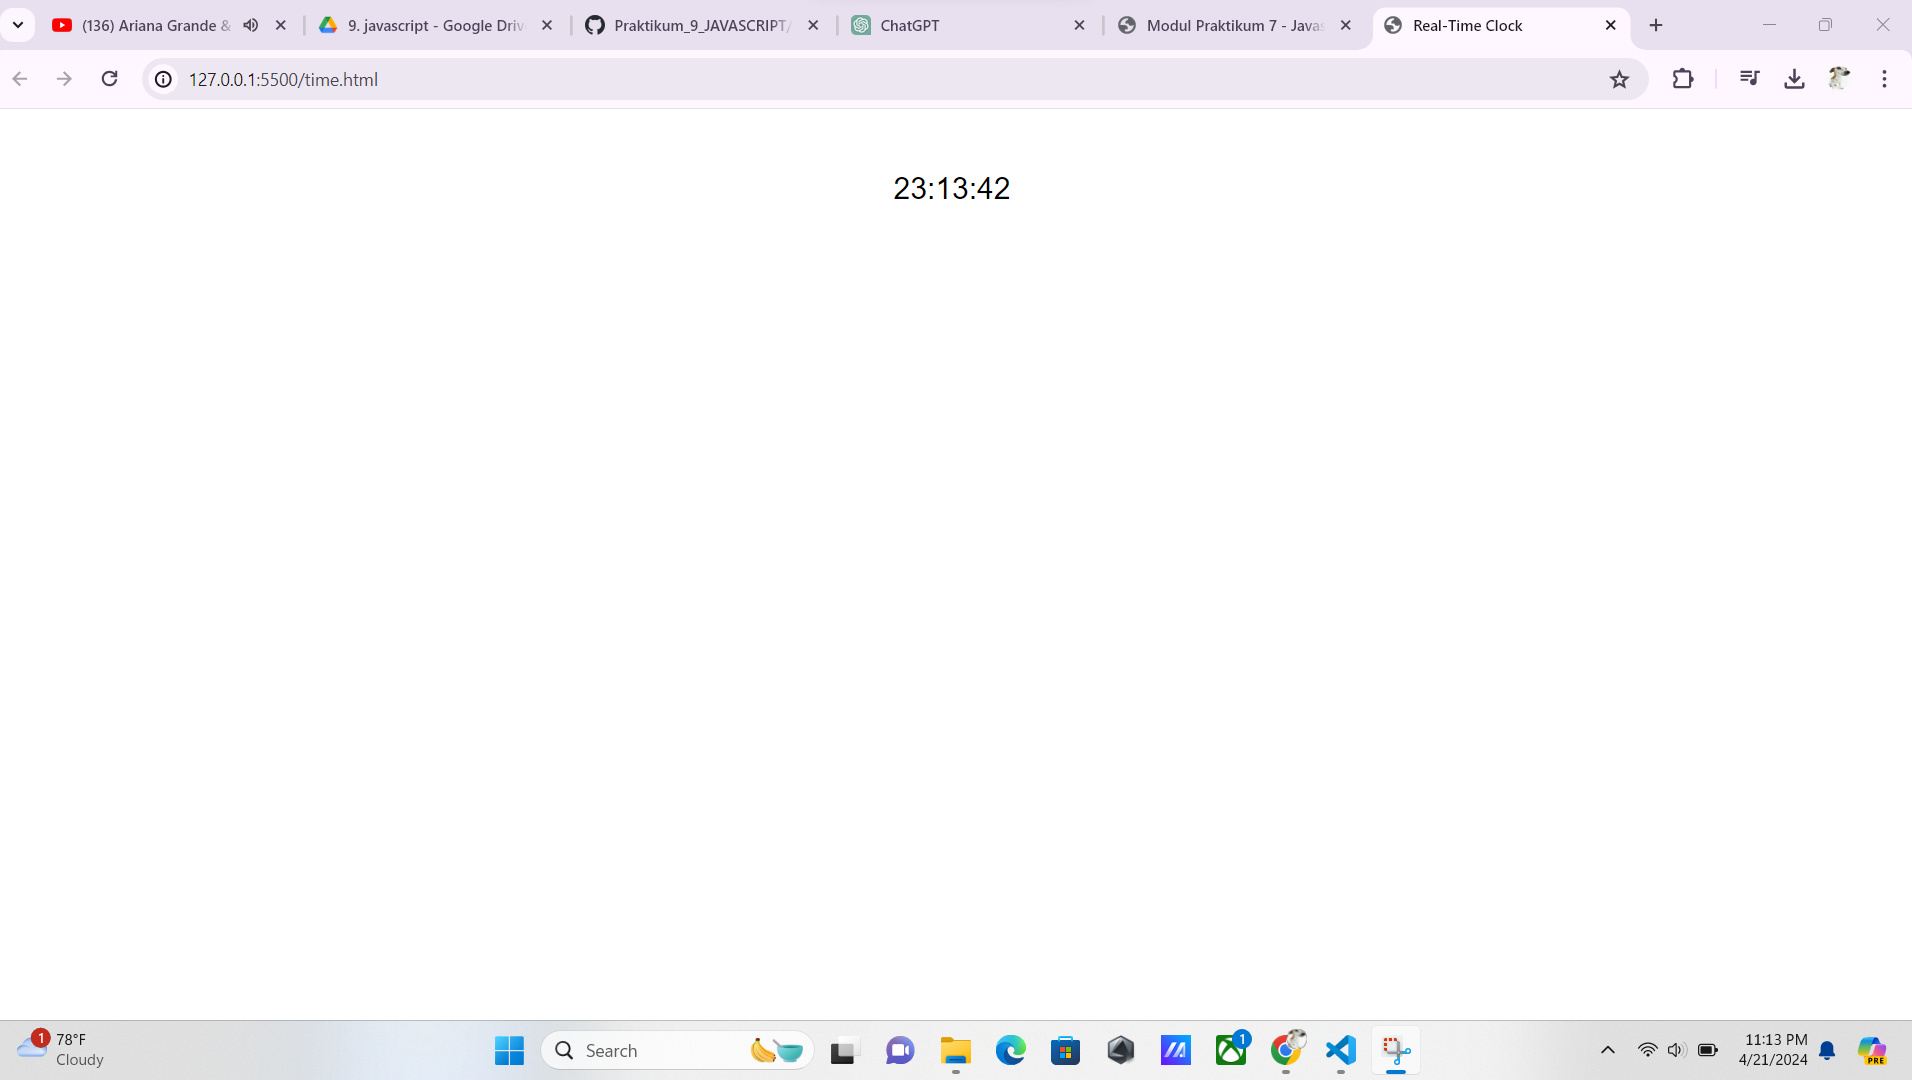 (136) Ariana Grande &
9. javascript - Google Driv
Praktikum_9_JAVASCRIPT/
ChatGPT
Modul Praktikum 7 - Javas
Real-Time Clock
127.0.0.1:5500/time.html
23:13:42
1
78°F
Cloudy
Search
1
11:13 PM
4/21/2024
PRE